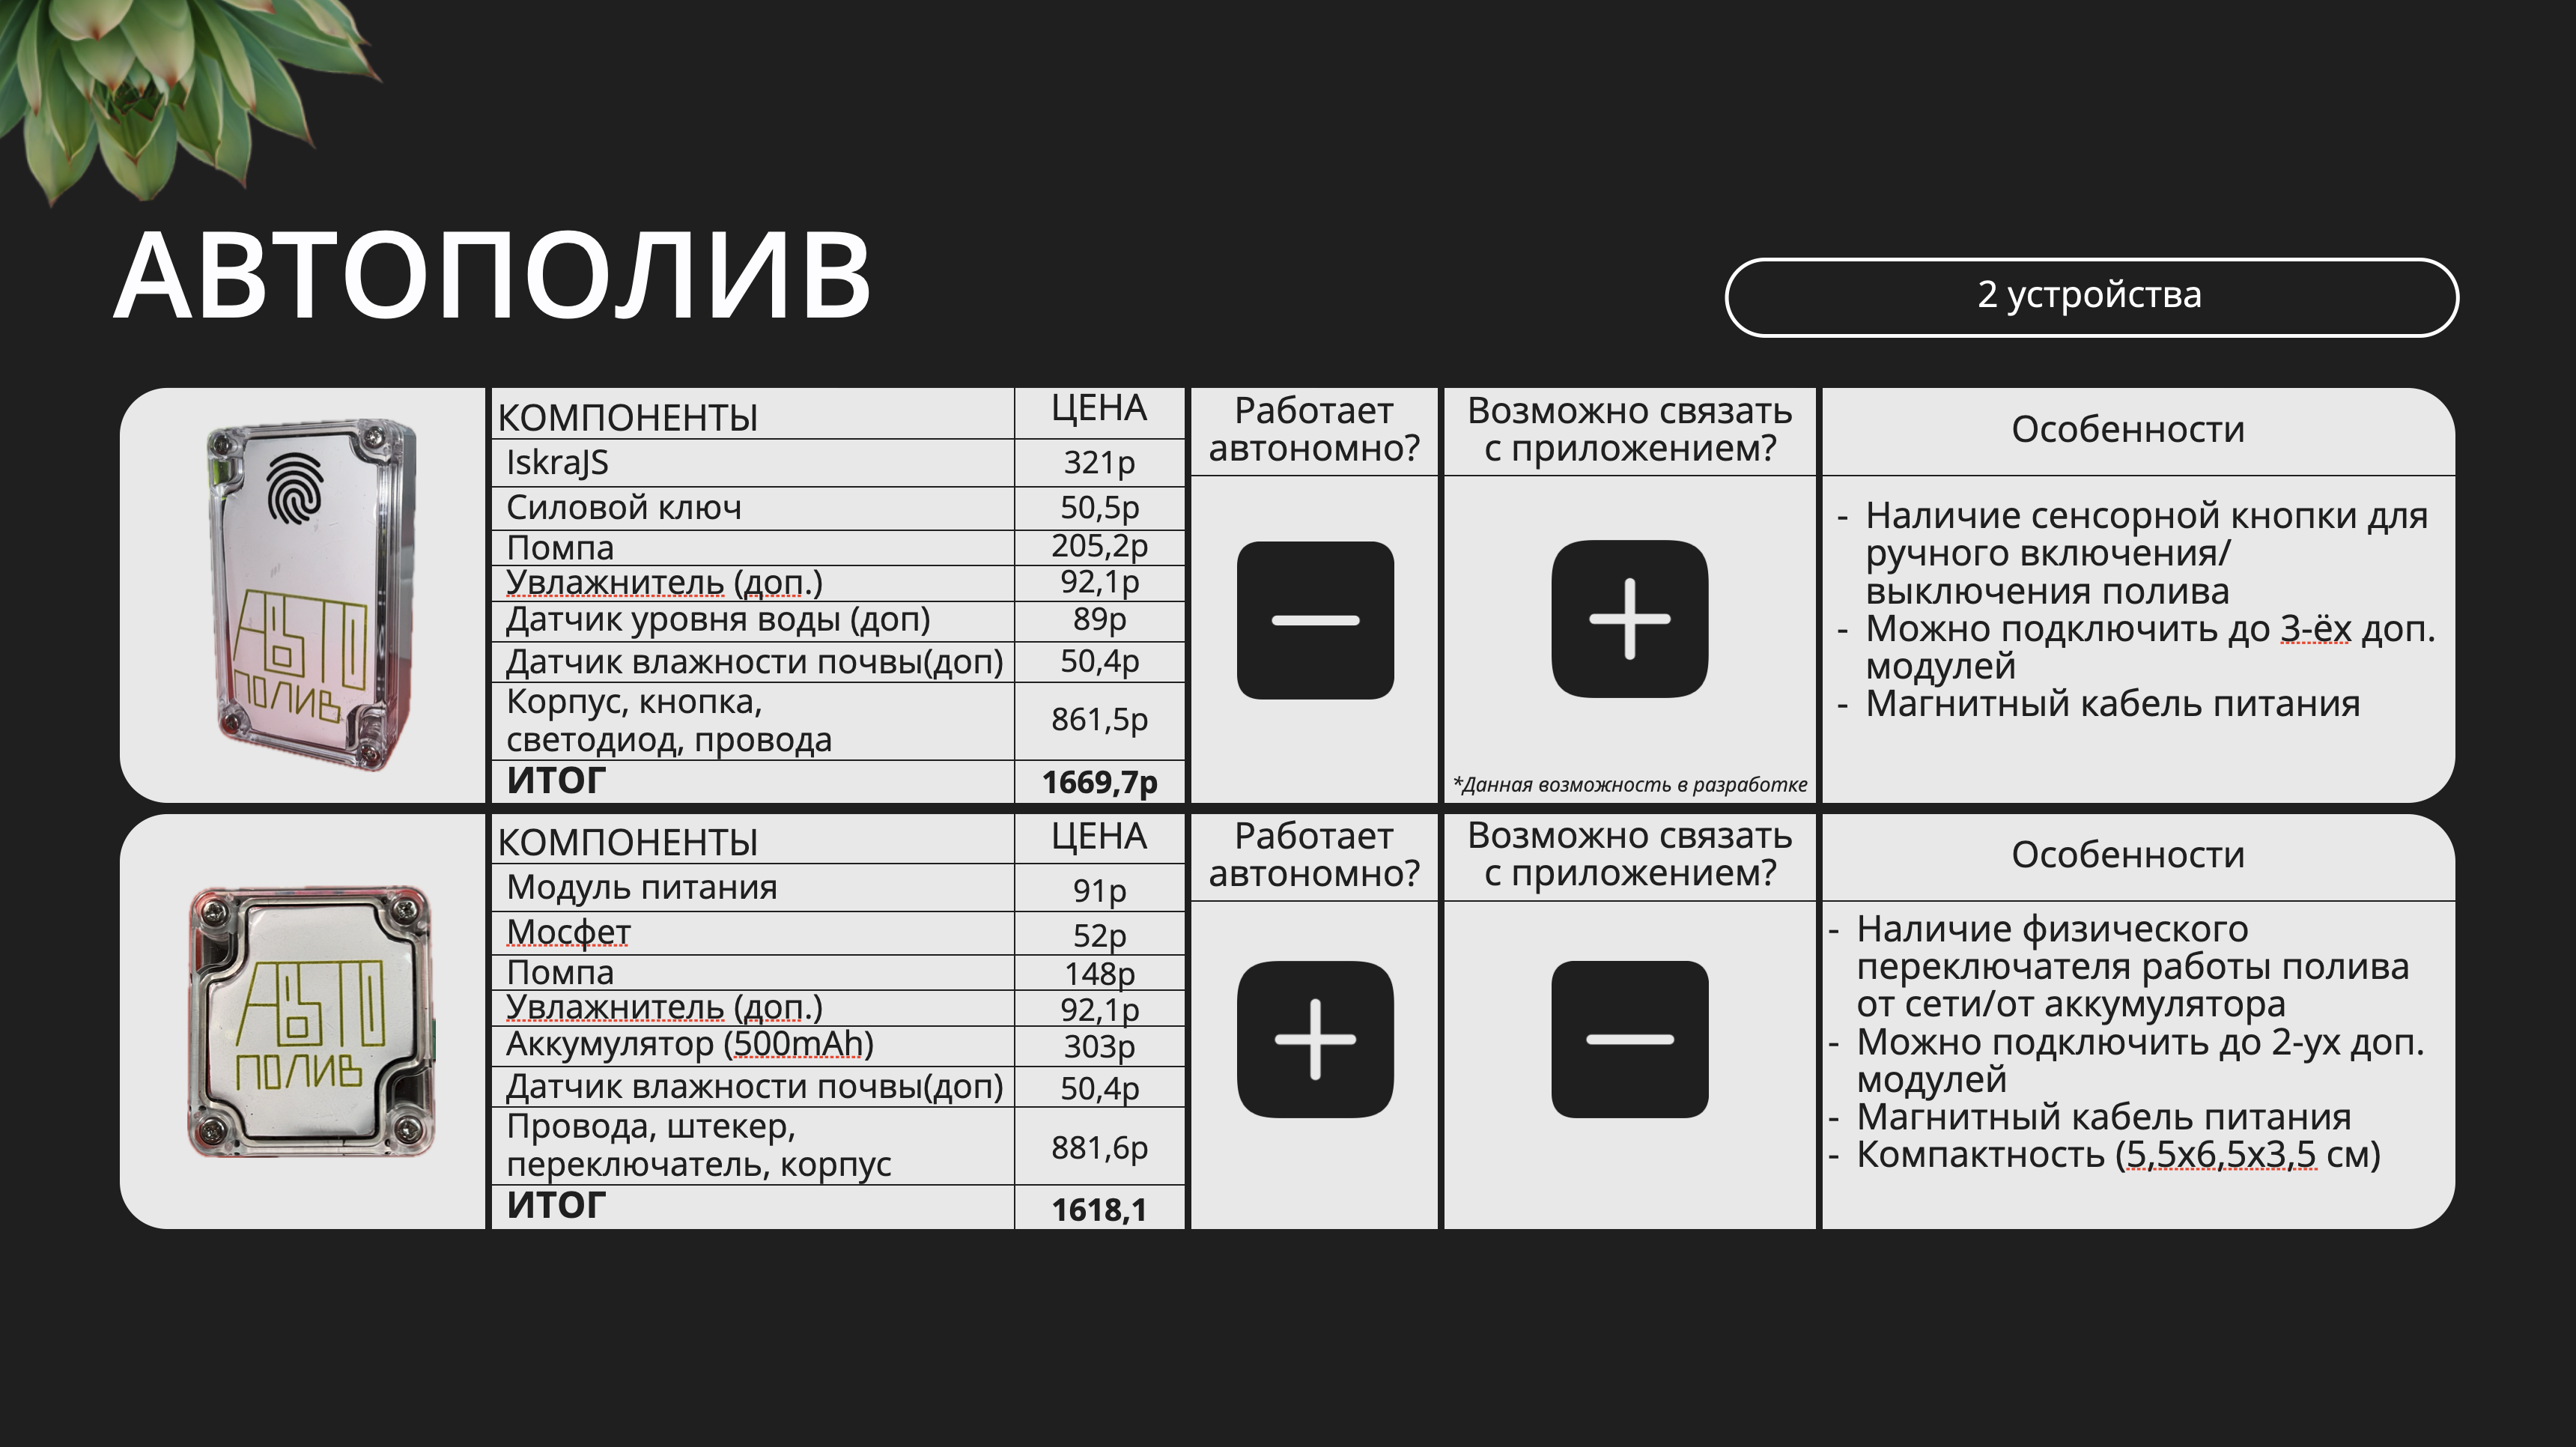 АВТОПОЛИВ
2 устройства
АВТО
ПОЛИВ
КОМПОНЕНТЫ
ЦЕНА
IskraJS
321р
Силовой ключ
50,5р
Помпа
205,2р
Увлажнитель (доп.)
92,1р
Датчик уровня воды (доп)
89р
Датчик влажности почвы(доп)
50,4р
Корпус, кнопка,
светодиод, провода
861,5р
ИТОГ
1669,7р
Работает
автономно?
Возможно связать
с приложением?
*Данная возможность в разработке
Особенности
- Наличие сенсорной кнопки для
ручного включения/
выключения полива
- Можно подключить до 3-ёх доп.
модулей
- Магнитный кабель питания
АВТО
ПОЛИВ
КОМПОНЕНТЫ
ЦЕНА
Модуль питания
91р
Мосфет
52р
Помпа
148р
Увлажнитель (доп.)
92,1р
Аккумулятор (500mAh)
303р
Датчик влажности почвы(доп)
50,4р
Провода, штекер,
переключатель, корпус
881,6р
ИТОГ
1618,1
Работает
автономно?
Возможно связать
с приложением?
Особенности
- Наличие физического
переключателя работы полива
от сети/от аккумулятора
- Можно подключить до 2-ух доп.
модулей
- Магнитный кабель питания
- Компактность (5,5х6,5х3,5 см)